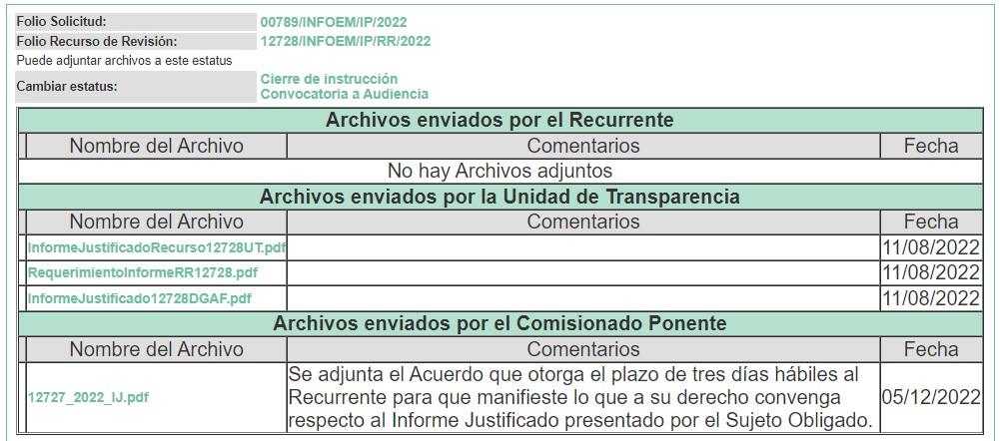 Folio Solicitud: 00789/INFOEM/IP/2022
Folio Recurso de Revisión: 12728/INFOEM/IP/RR/2022
Puede adjuntar archivos a este estatus
Cambiar estatus: Cierre de instrucción
Convocatoria a Audiencia
Archivos enviados por el Recurrente
Nombre del Archivo Comentarios Fecha
No hay Archivos adjuntos
Archivos enviados por la Unidad de Transparencia
Nombre del Archivo Comentarios Fecha
InformeJustificadoRecurso12728UT.pdf 11/08/2022
RequerimientoInformeRR12728.pdf 11/08/2022
InformeJustificado12728DGAF.pdf 11/08/2022
Archivos enviados por el Comisionado Ponente
Nombre del Archivo Comentarios Fecha
Se adjunta el Acuerdo que otorga el plazo de tres días hábiles al
12727_2022_IJ.pdf Recurrente para que manifieste lo que a su derecho convenga 05/12/2022
respecto al Informe Justificado presentado por el Sujeto Obligado.